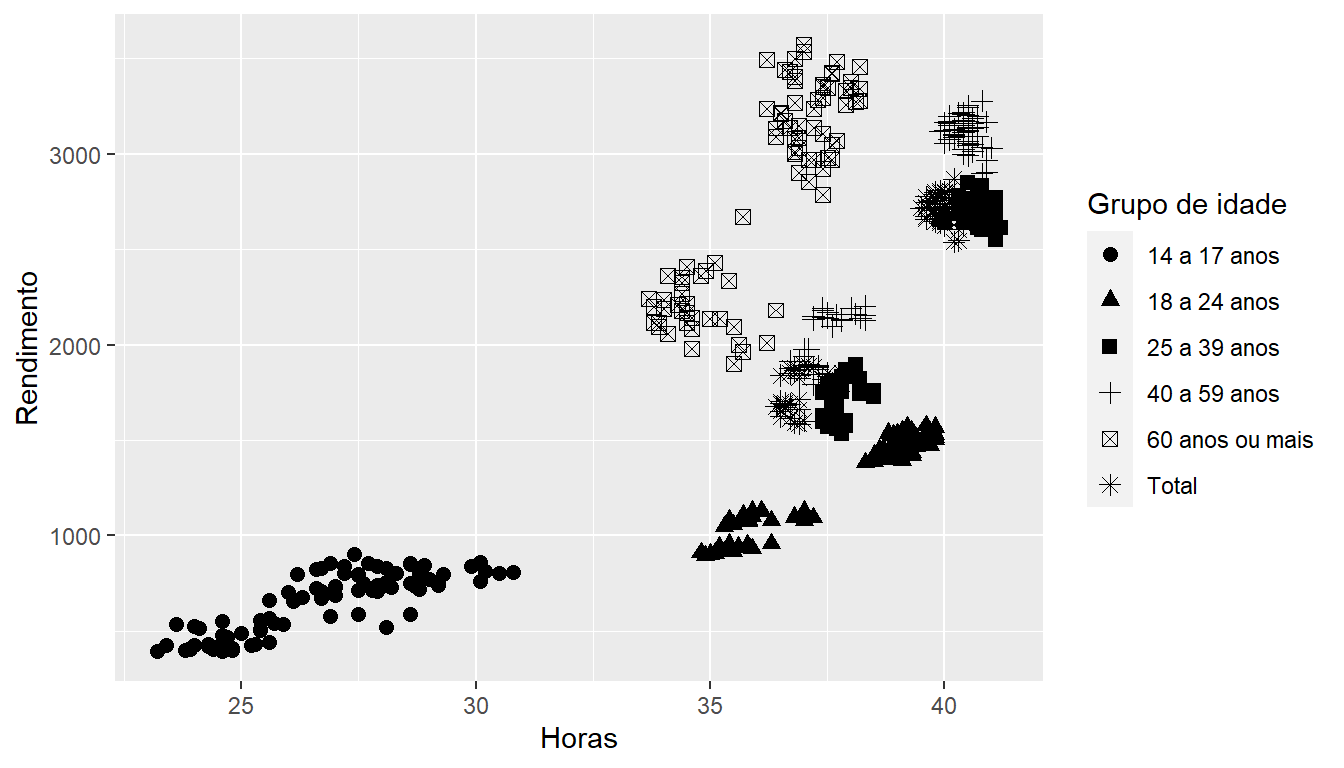 3000
2000
1000
Rendimento
25
30
35
40
Horas
Grupo de idade
14 a 17 anos
18 a 24 anos
25 a 39 anos
40 a 59 anos
60 anos ou mais
Total